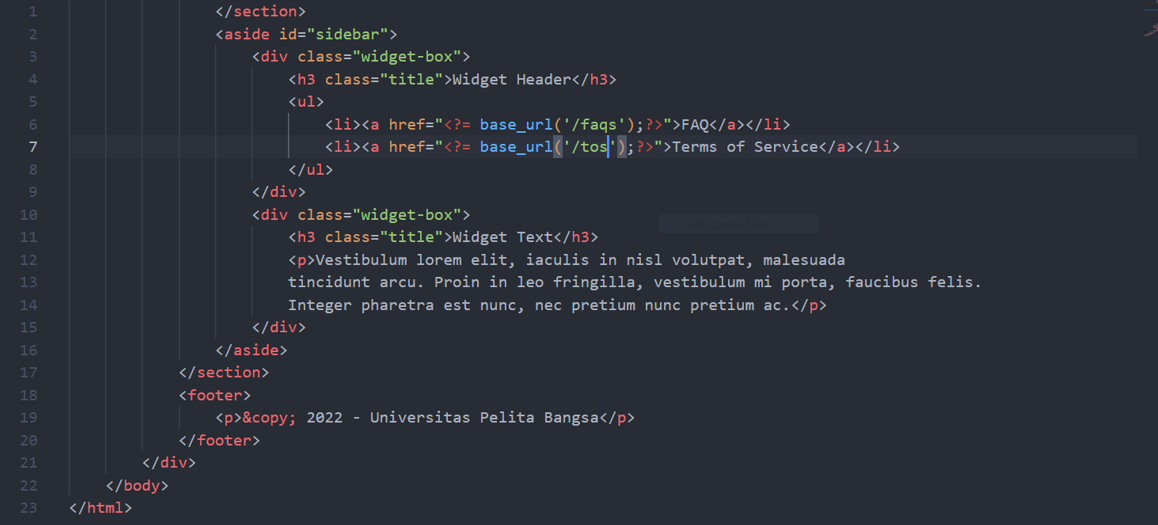 1 </section>
2 <aside id="sidebar">
3 <div class="widget-box">
4 <h3 class="title">Widget Header</h3>
5 <ul>
6 <li><a href="<?= base_url('/faqs');?>">FAQ</a></li>
7 <li><a href="<?= base_url('/tos');?>">Terms of Service</a></li>
8 </ul>
9 </div>
10 <div class="widget-box">
11 <h3 class="title">Widget Text</h3>
12 <p>Vestibulum lorem elit, iaculis in nisl volutpat, malesuada
13 tincidunt arcu. Proin in leo fringilla, vestibulum mi porta, faucibus felis.
14 Integer pharetra est nunc, nec pretium nunc pretium ac.</p>
15 </div>
16 </aside>
17 </section>
18 <footer>
19 <p>&copy; 2022 - Universitas Pelita Bangsa</p>
20 </footer>
21 </div>
22 </body>
23 </html>